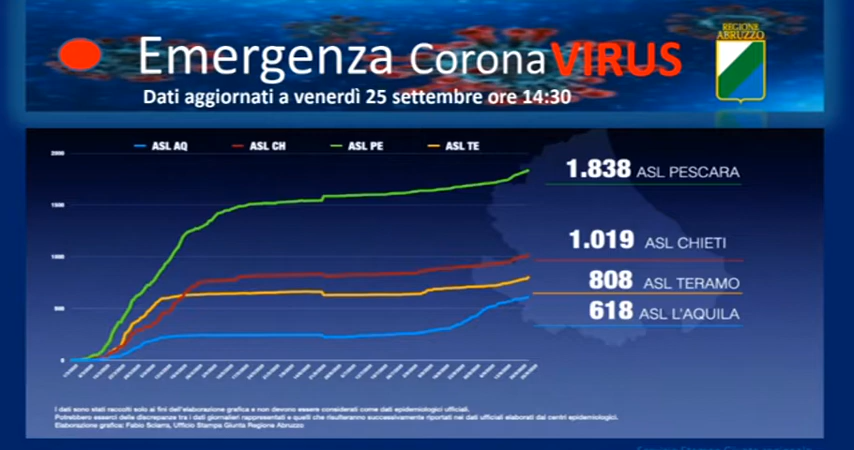 Emergenza CoronaVIRUS
REGIONE
ABRUZZO
Dati aggiornati a venerdì 25 settembre ore 14:30
ASL AQ ASL CH ASL PE ASL TE
2000
1500
1000
500
0
1.838 ASL PESCARA
1.019 ASL CHIETI
808 ASL TERAMO
618 ASL L'AQUILA
I dati sono stati raccolti solo ai fini dell'elaborazione grafica e non devono essere considerati come dati epidemiologici ufficiali.
Potrebbero esserci delle discrepanze tra i dati giornalieri rappresentati e quelli che risulteranno successivamente riportati nei dati ufficiali elaborati dai centri epidemiologici.
Elaborazione grafica: Fabio Sciarra, Ufficio Stampa Giunta Regione Abruzzo